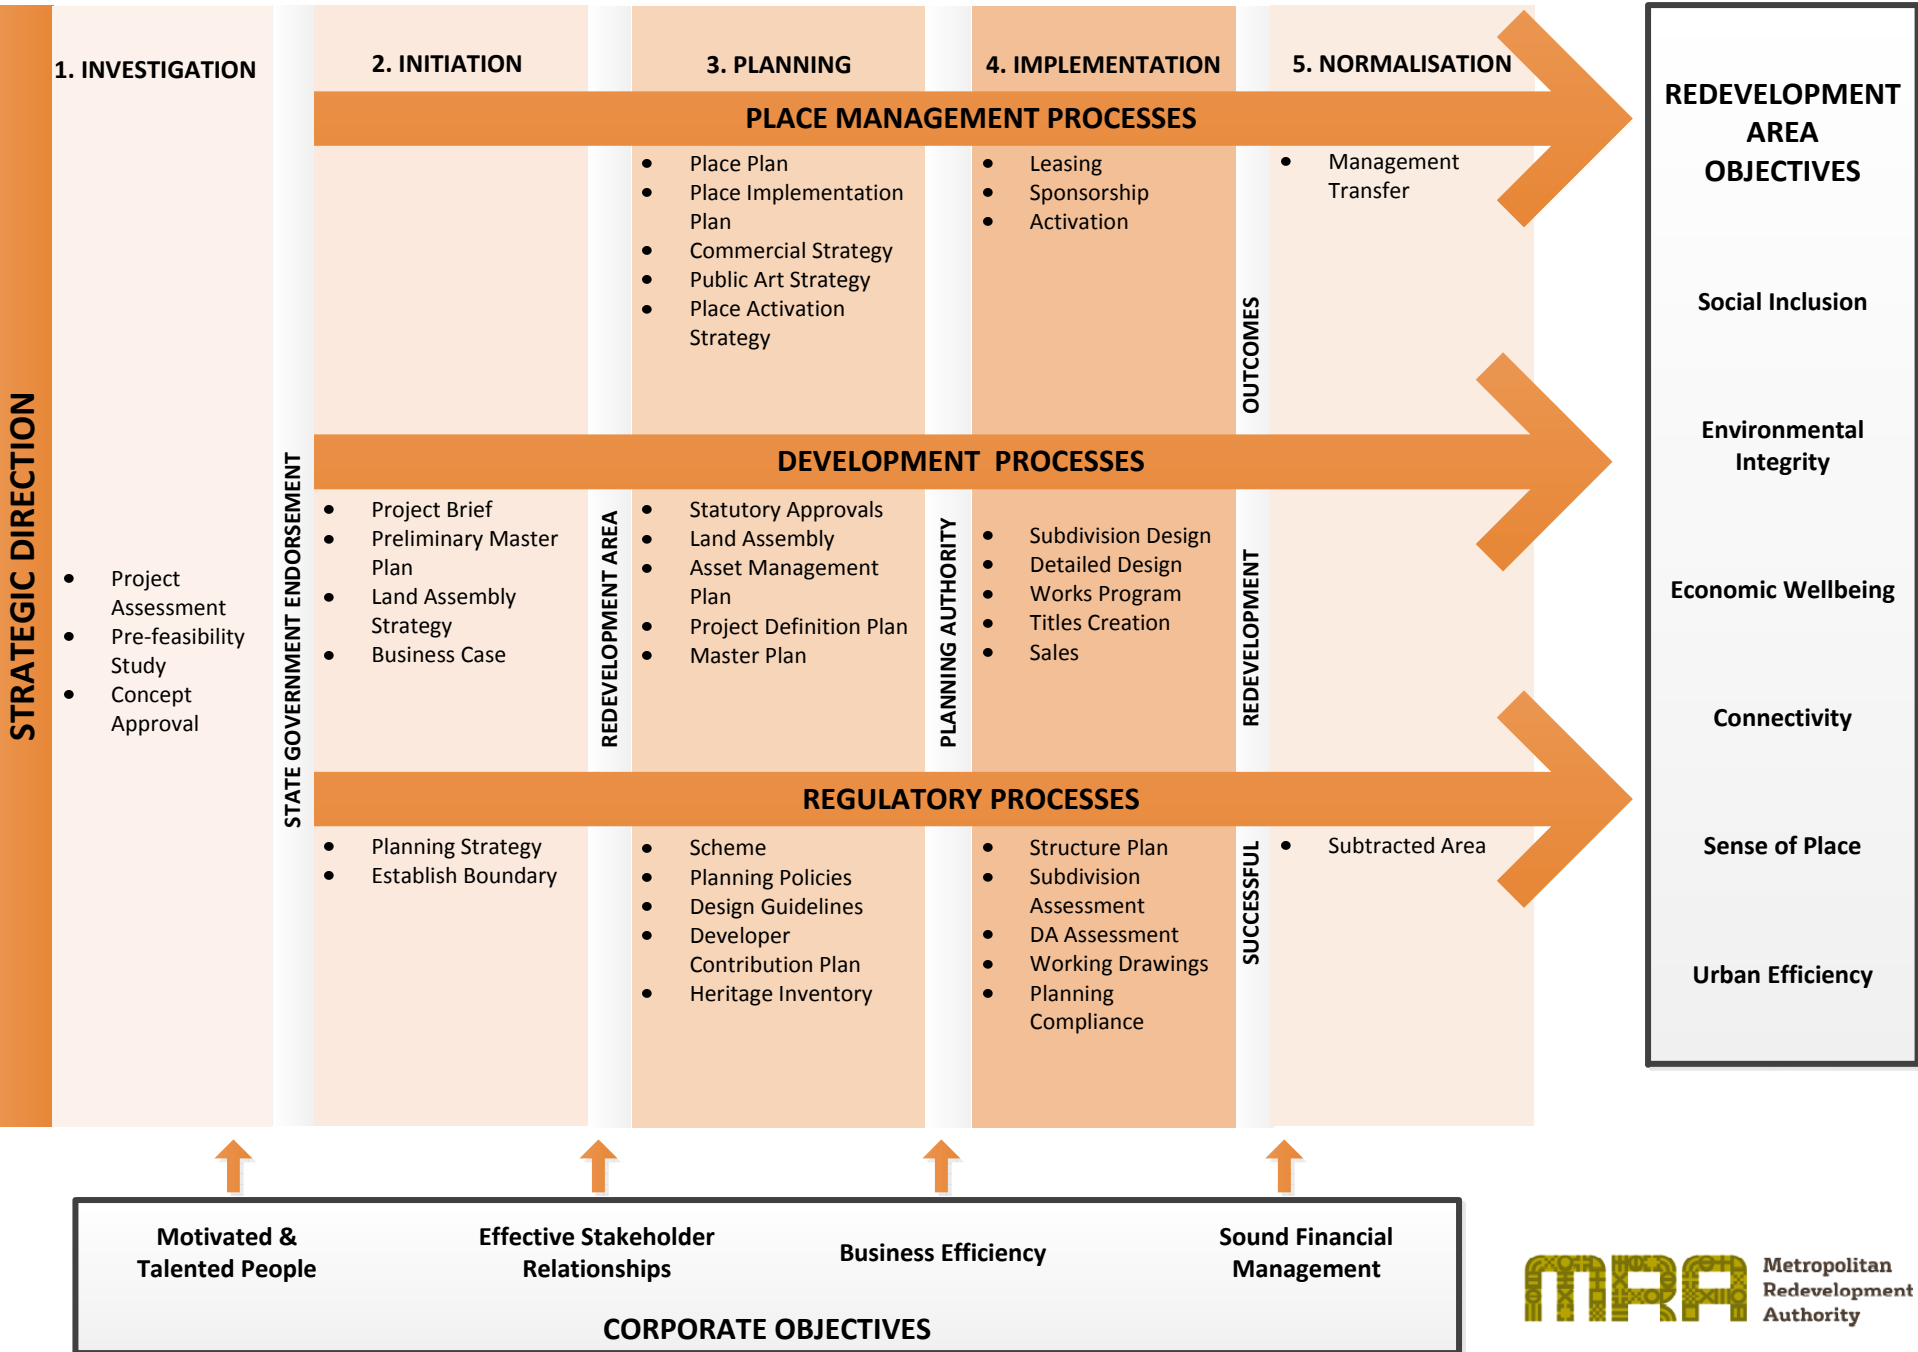 STRATEGIC DIRECTION
1. INVESTIGATION
• Project
Assessment
• Pre-feasibility
Study
• Concept
Approval
STATE GOVERNMENT ENDORSEMENT
2. INITIATION
3. PLANNING
4. IMPLEMENTATION
5. NORMALISATION
PLACE MANAGEMENT PROCESSES
• Place Plan
• Place Implementation
Plan
• Commercial Strategy
• Public Art Strategy
• Place Activation
Strategy
• Leasing
• Sponsorship
• Activation
• Management
Transfer
DEVELOPMENT PROCESSES
• Project Brief
• Preliminary Master
Plan
• Land Assembly
Strategy
• Business Case
REDEVELOPMENT AREA
• Statutory Approvals
• Land Assembly
• Asset Management
Plan
• Project Definition Plan
• Master Plan
PLANNING AUTHORITY
• Subdivision Design
• Detailed Design
• Works Program
• Titles Creation
• Sales
SUCCESSFUL REDEVELOPMENT OUTCOMES
REGULATORY PROCESSES
• Planning Strategy
• Establish Boundary
• Scheme
• Planning Policies
• Design Guidelines
• Developer
Contribution Plan
• Heritage Inventory
• Structure Plan
• Subdivision
Assessment
• DA Assessment
• Working Drawings
• Planning
Compliance
• Subtracted Area
REDEVELOPMENT
AREA
OBJECTIVES
Social Inclusion
Environmental
Integrity
Economic Wellbeing
Connectivity
Sense of Place
Urban Efficiency
Motivated &
Talented People
Effective Stakeholder
Relationships
Business Efficiency
Sound Financial
Management
CORPORATE OBJECTIVES
MRA
Metropolitan
Redevelopment
Authority